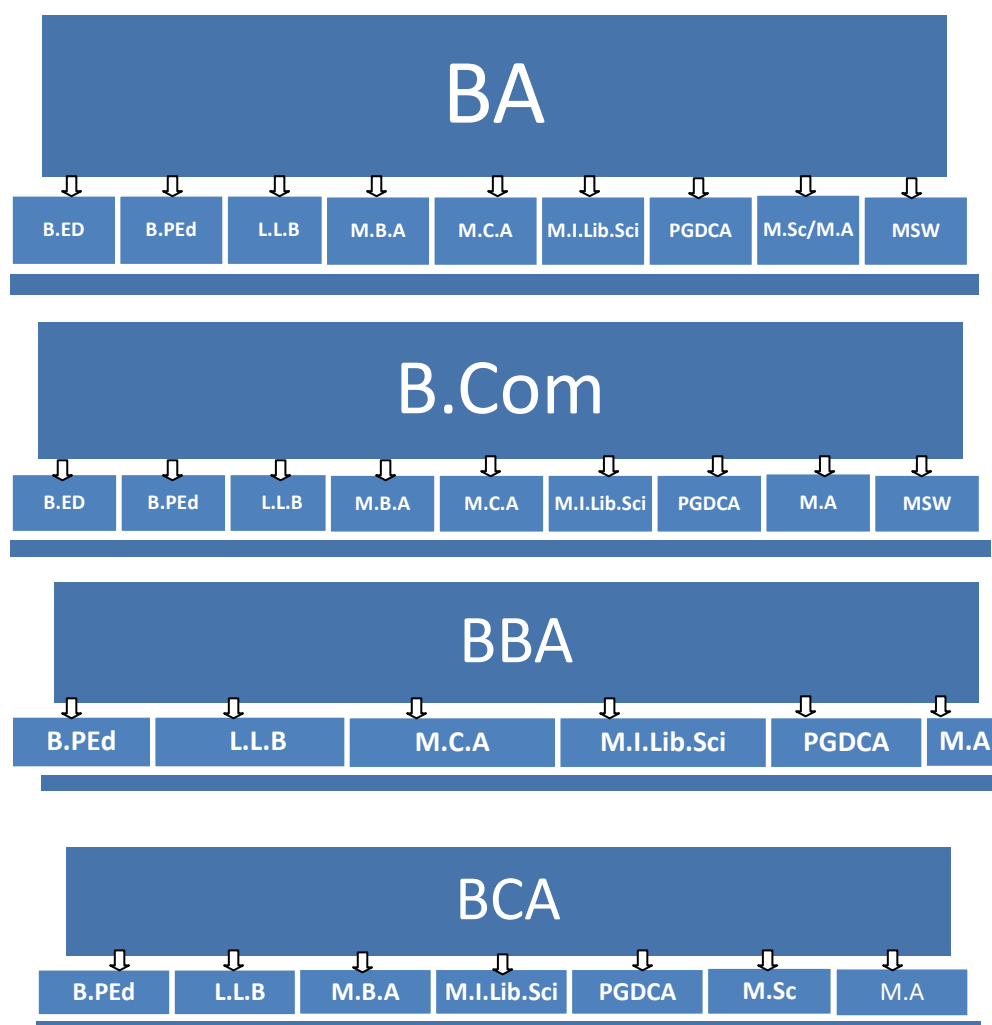 BA
B.ED B.PEd L.L.B M.B.A M.C.A M.I.Lib.Sci PGDCA M.Sc/M.A MSW
B.Com
B.ED B.PEd L.L.B M.B.A M.C.A M.I.Lib.Sci PGDCA M.A MSW
BBA
B.PEd L.L.B M.C.A M.I.Lib.Sci PGDCA M.A
BCA
B.PEd L.L.B M.B.A M.I.Lib.Sci PGDCA M.Sc M.A